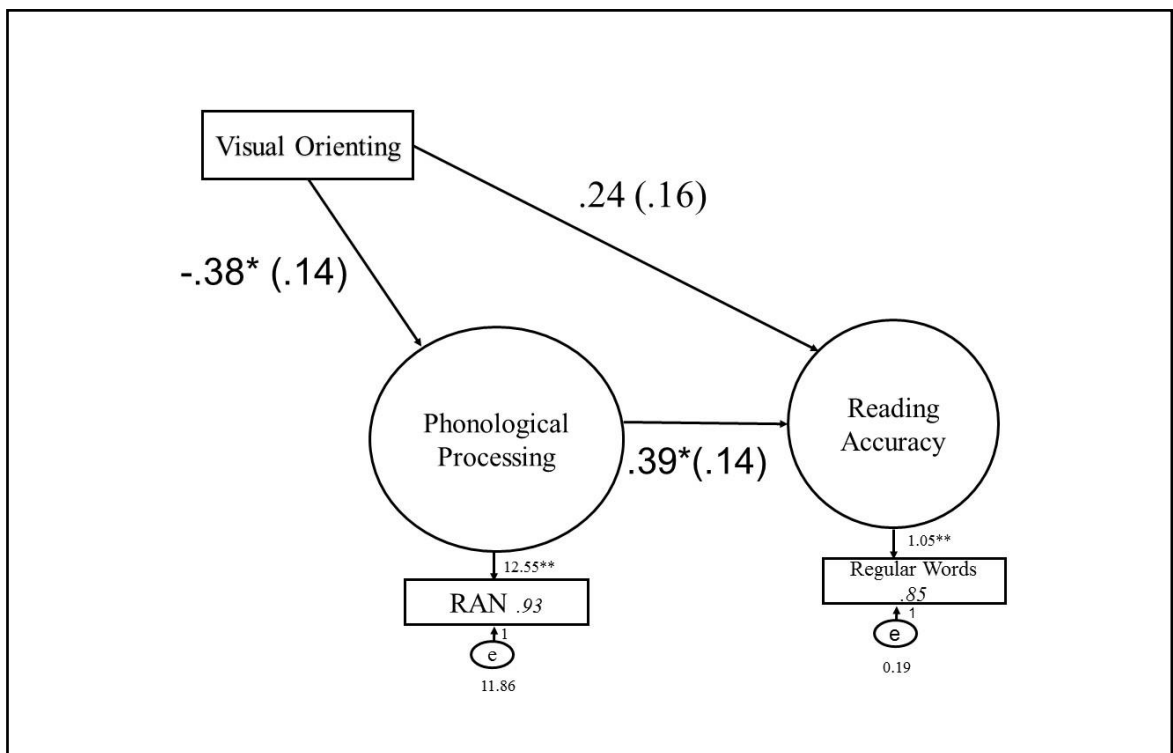 Visual Orienting
.24 (.16)
-.38* (.14)
Phonological
Processing
.39*(.14)
Reading
Accuracy
12.55**
RAN .93
1
e
11.86
1.05**
Regular Words
.85
1
e
0.19